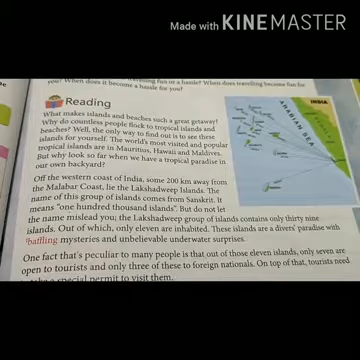 Made with KINEMASTER
you? When does it become a hassle for you?
Reading
What makes islands and beaches such a great getaway?
Why do countless people flock to tropical islands and
beaches? Well, the only way to find out is to see these
islands for yourself. The world's most visited and popular
tropical islands are in Mauritius, Hawaii and Maldives.
But why look so far when we have a tropical paradise in
our own backyard?
INDIA
ARABIAN SEA
Off the western coast of India, some 200 km away from
the Malabar Coast, lie the Lakshadweep Islands. The
name of this group of islands comes from Sanskrit. It
means "one hundred thousand islands". But do not let
the name mislead you; the Lakshadweep group of islands contains only thirty nine
islands. Out of which, only eleven are inhabited. These islands are a divers' paradise with
baffling mysteries and unbelievable underwater surprises.
One fact that's peculiar to many people is that out of those eleven islands, only seven are
open to tourists and only three of these to foreign nationals. On top of that, tourists need
take a special permit to visit them.